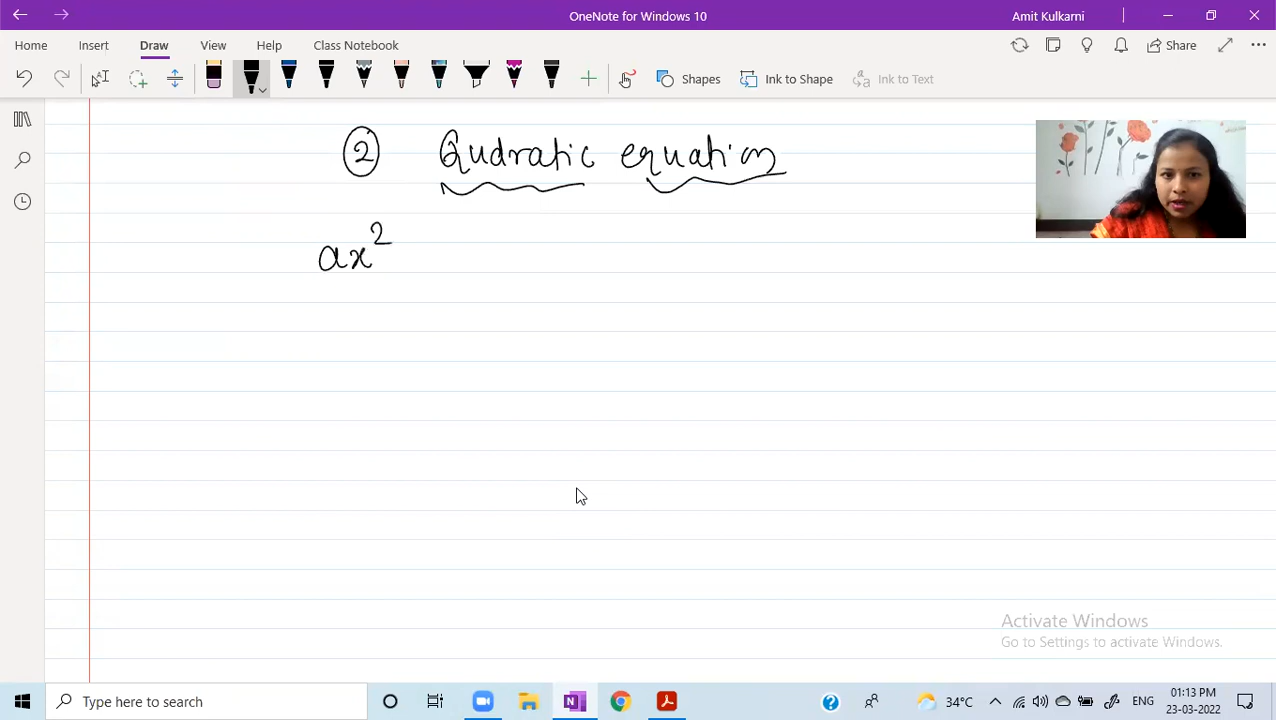 OneNote for Windows 10
Amit Kulkarni
Home Insert Draw View Help Class Notebook
Share
Shapes Ink to Shape Ink to Text
2 Qudratic equation
ax²
Activate Windows
Go to Settings to activate Windows.
Type here to search
34°C ENG
01:13 PM
23-03-2022